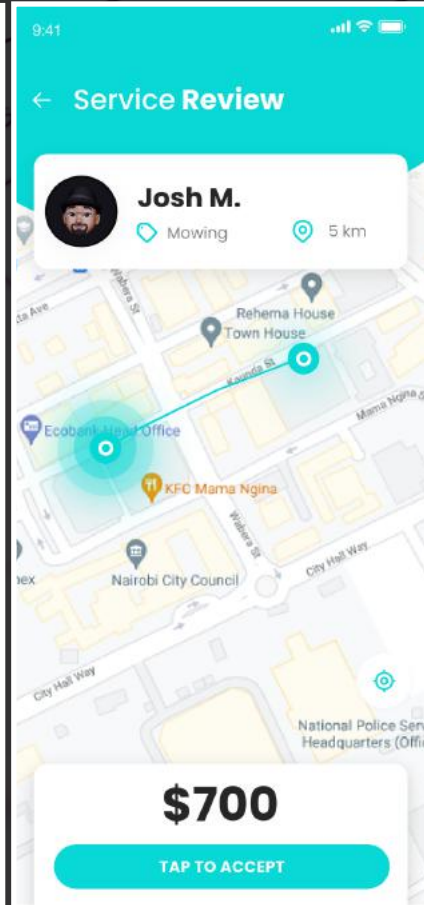 9:41
Service Review
Josh M.
Mowing
5 km
Wabera St
Rehema House
Town House
Kaunda St
Mama Ngina
Ecobank Head Office
KFC Mama Ngina
Wabera St
Nairobi City Council
City Hall Way
City Hall Way
National Police Serv
Headquarters (Offi
$700
TAP TO ACCEPT